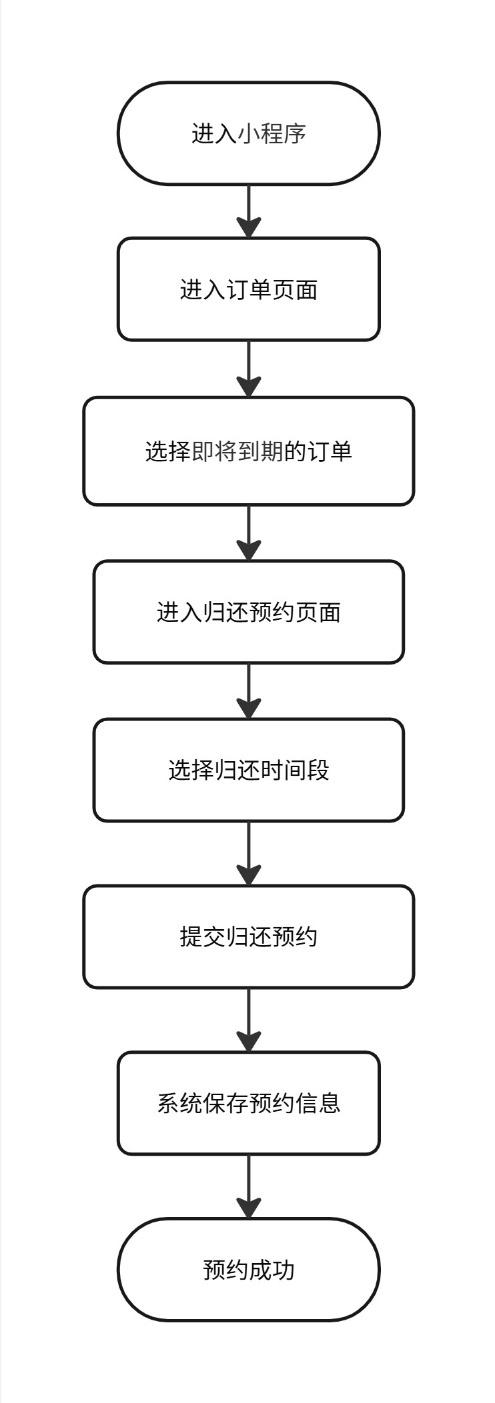 进入小程序
进入订单页面
选择即将到期的订单
进入归还预约页面
选择归还时间段
提交归还预约
系统保存预约信息
预约成功